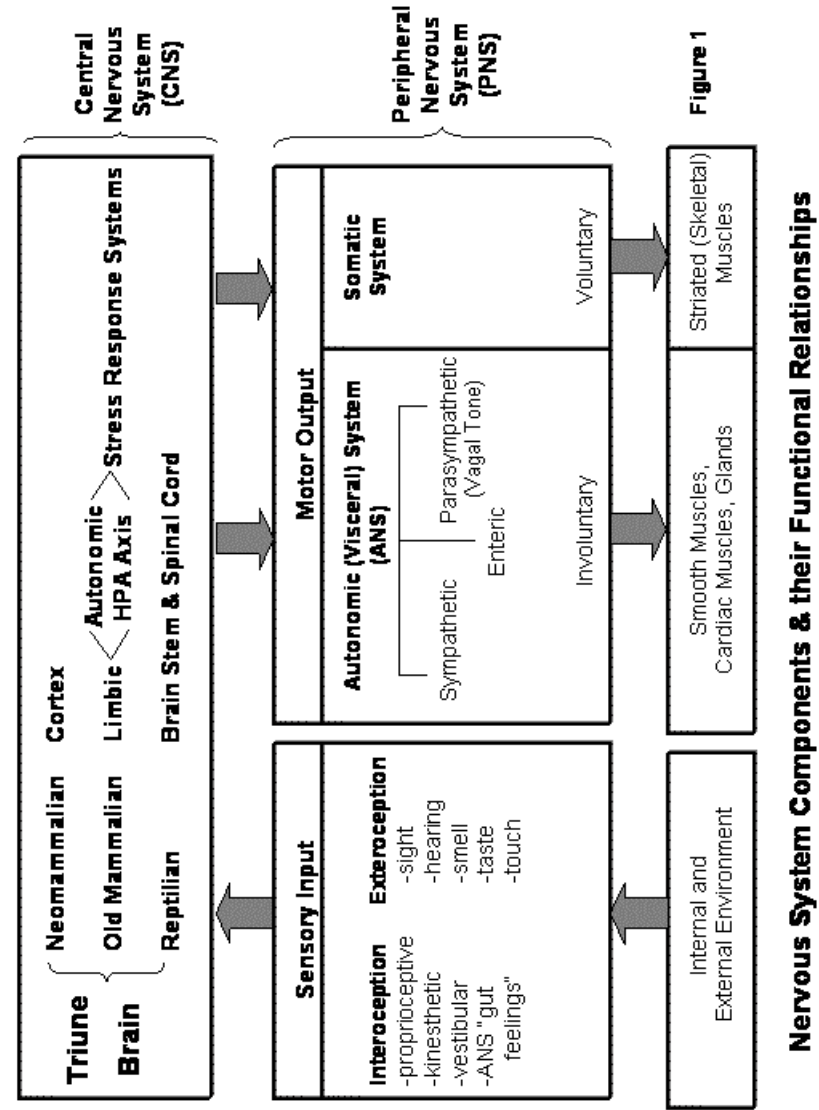 Triune
Brain
Neomammalian Cortex
Old Mammalian Limbic
Autonomic
HPA Axis
Stress Response Systems
Reptilian Brain Stem & Spinal Cord
Central
Nervous
System
(CNS)
Sensory Input
Interoception
-proprioceptive
-kinesthetic
-vestibular
-ANS "gut
feelings"
Exteroception
-sight
-hearing
-smell
-taste
-touch
Motor Output
Autonomic (Visceral) System
(ANS)
Sympathetic
Parasympathetic
(Vagal Tone)
Enteric
Involuntary
Somatic
System
Voluntary
Peripheral
Nervous
System
(PNS)
Internal and
External Environment
Smooth Muscles,
Cardiac Muscles, Glands
Striated (Skeletal)
Muscles
Figure 1
Nervous System Components & their Functional Relationships